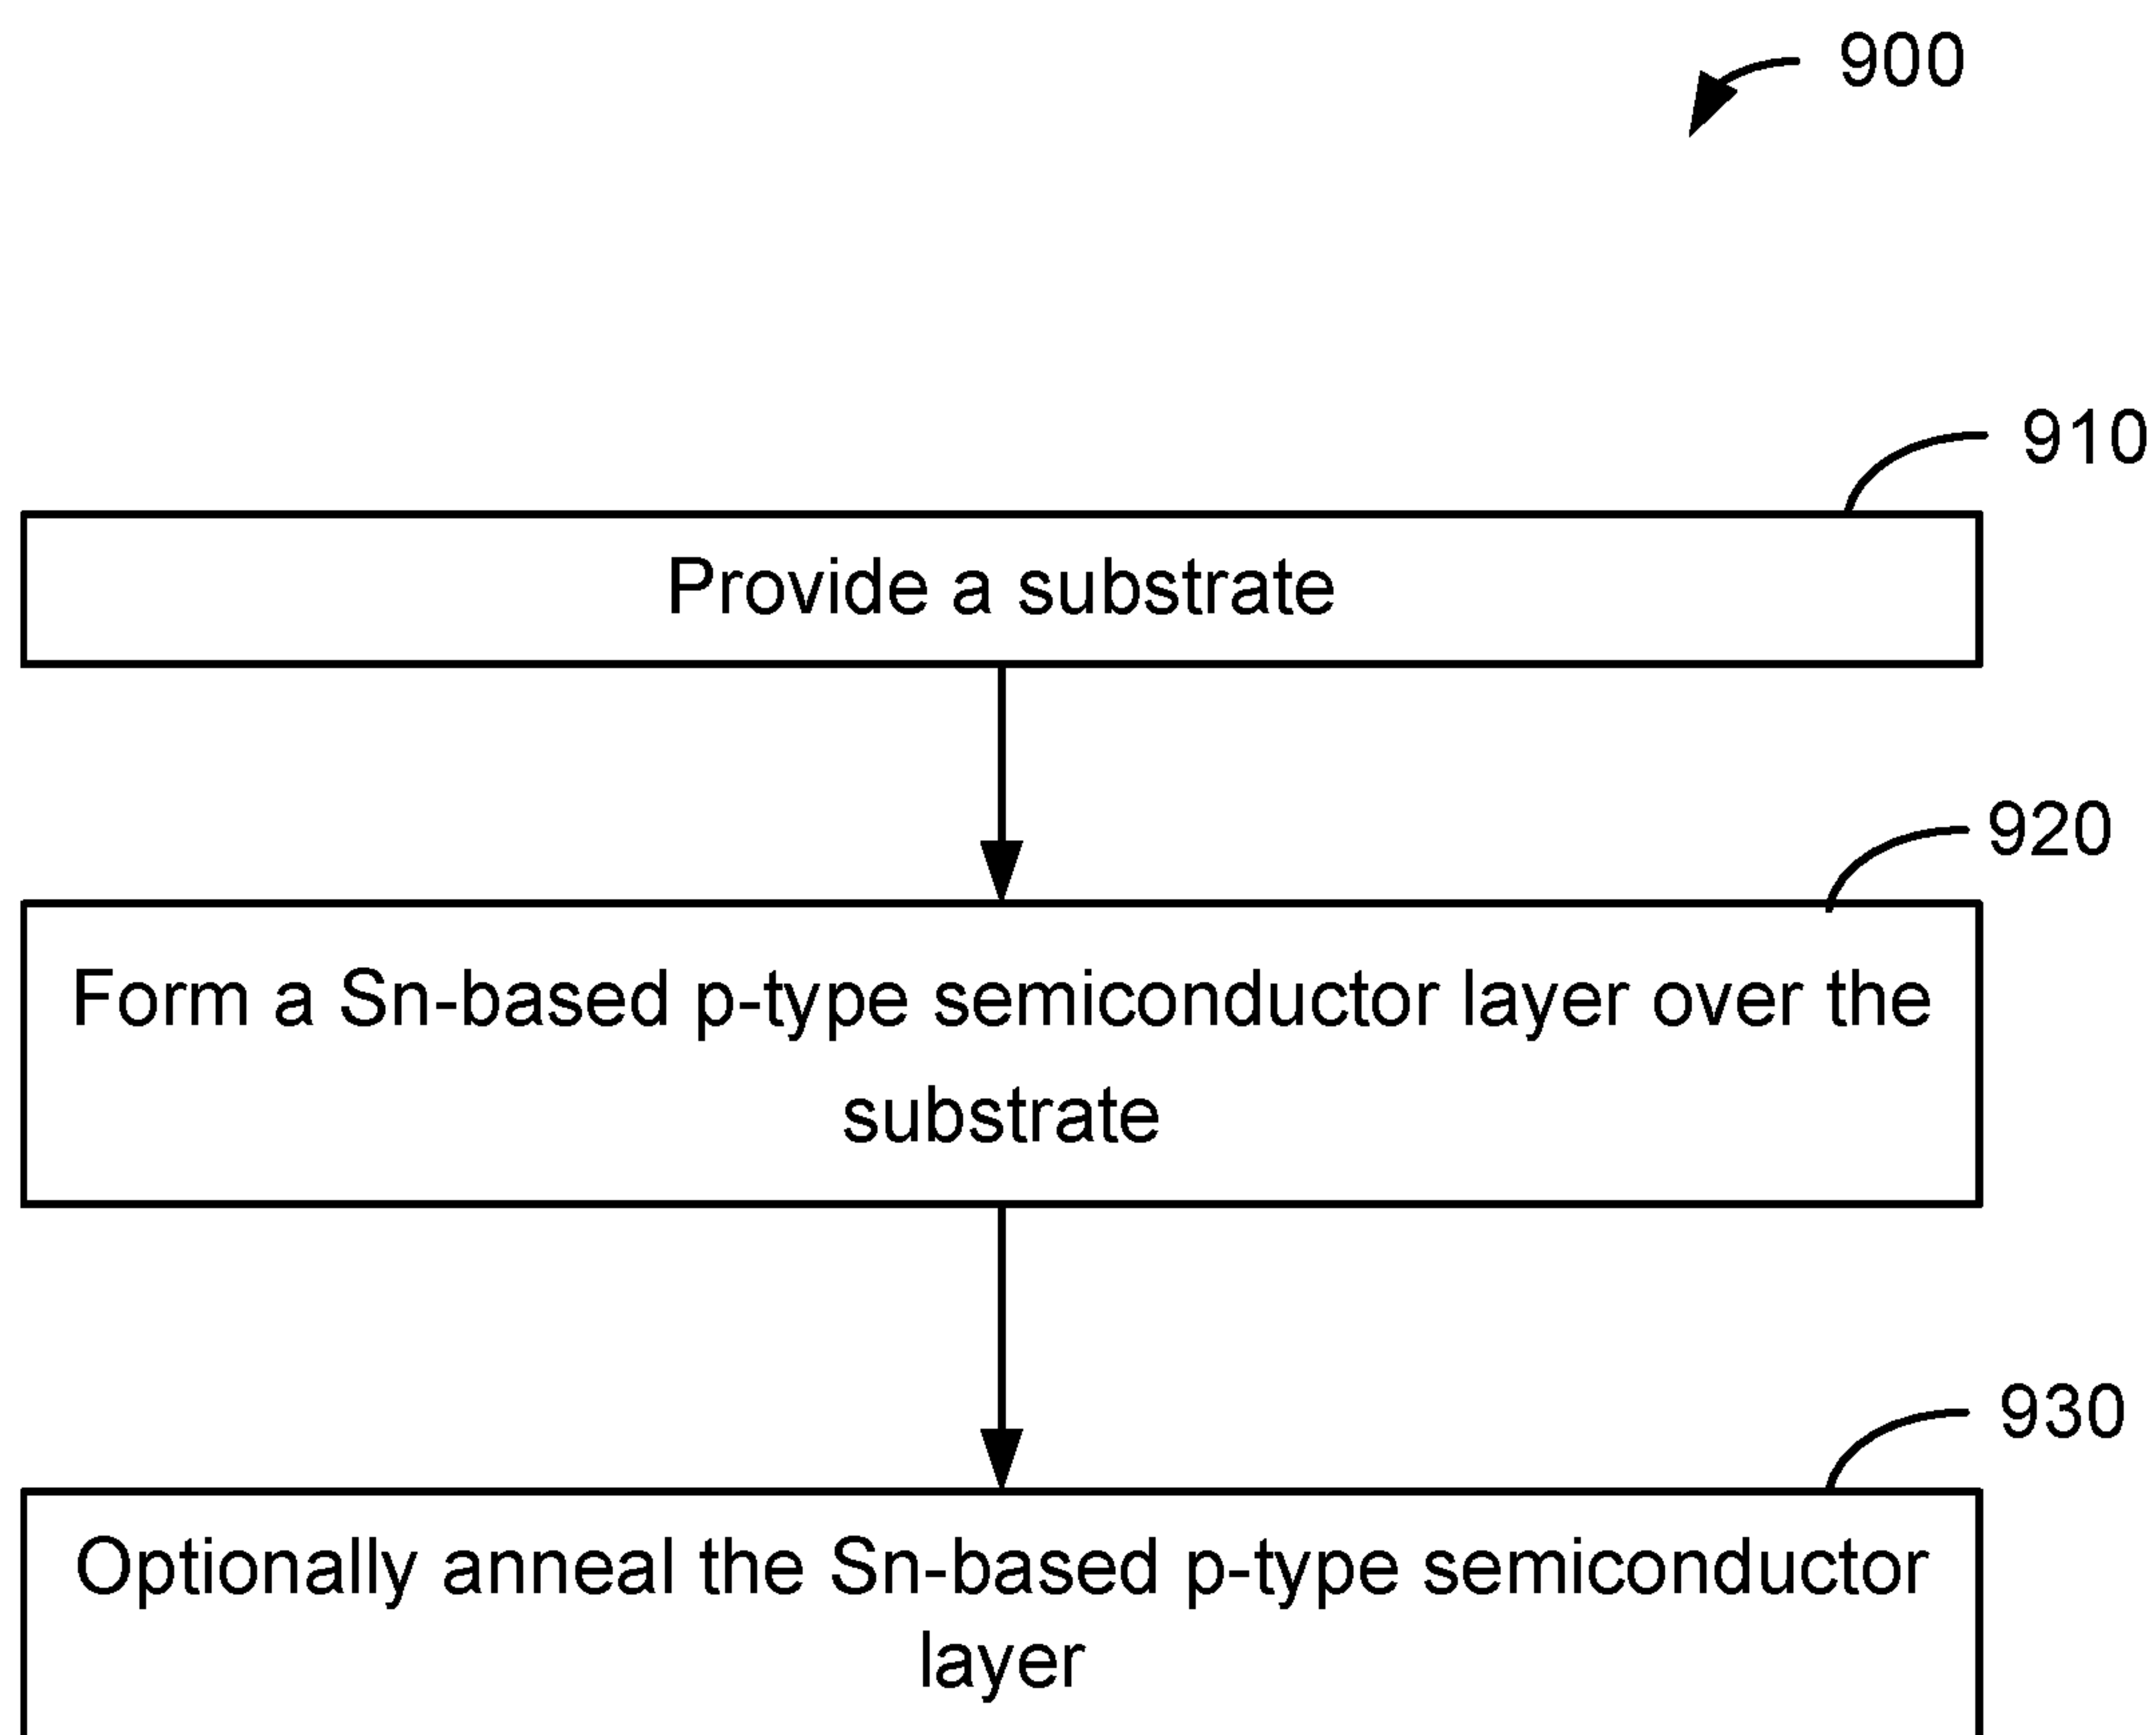 900
910
Provide a substrate
920
Form a Sn-based p-type semiconductor layer over the
substrate
930
Optionally anneal the Sn-based p-type semiconductor
layer